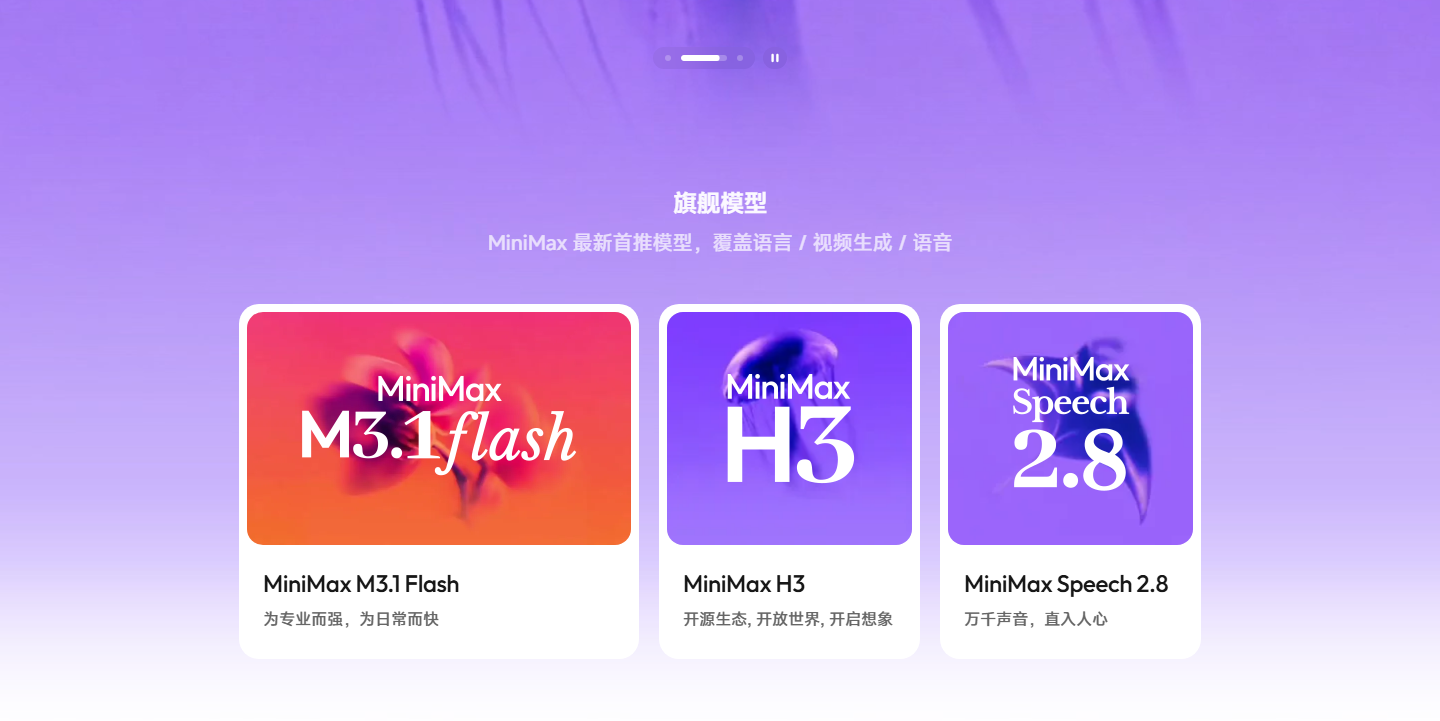 旗舰模型
MiniMax 最新首推模型，覆盖语言 / 视频生成 / 语音
MiniMax
M3.1 flash
MiniMax M3.1 Flash
为专业而强，为日常而快
MiniMax
H3
MiniMax H3
开源生态, 开放世界, 开启想象
MiniMax
Speech
2.8
MiniMax Speech 2.8
万千声音，直入人心